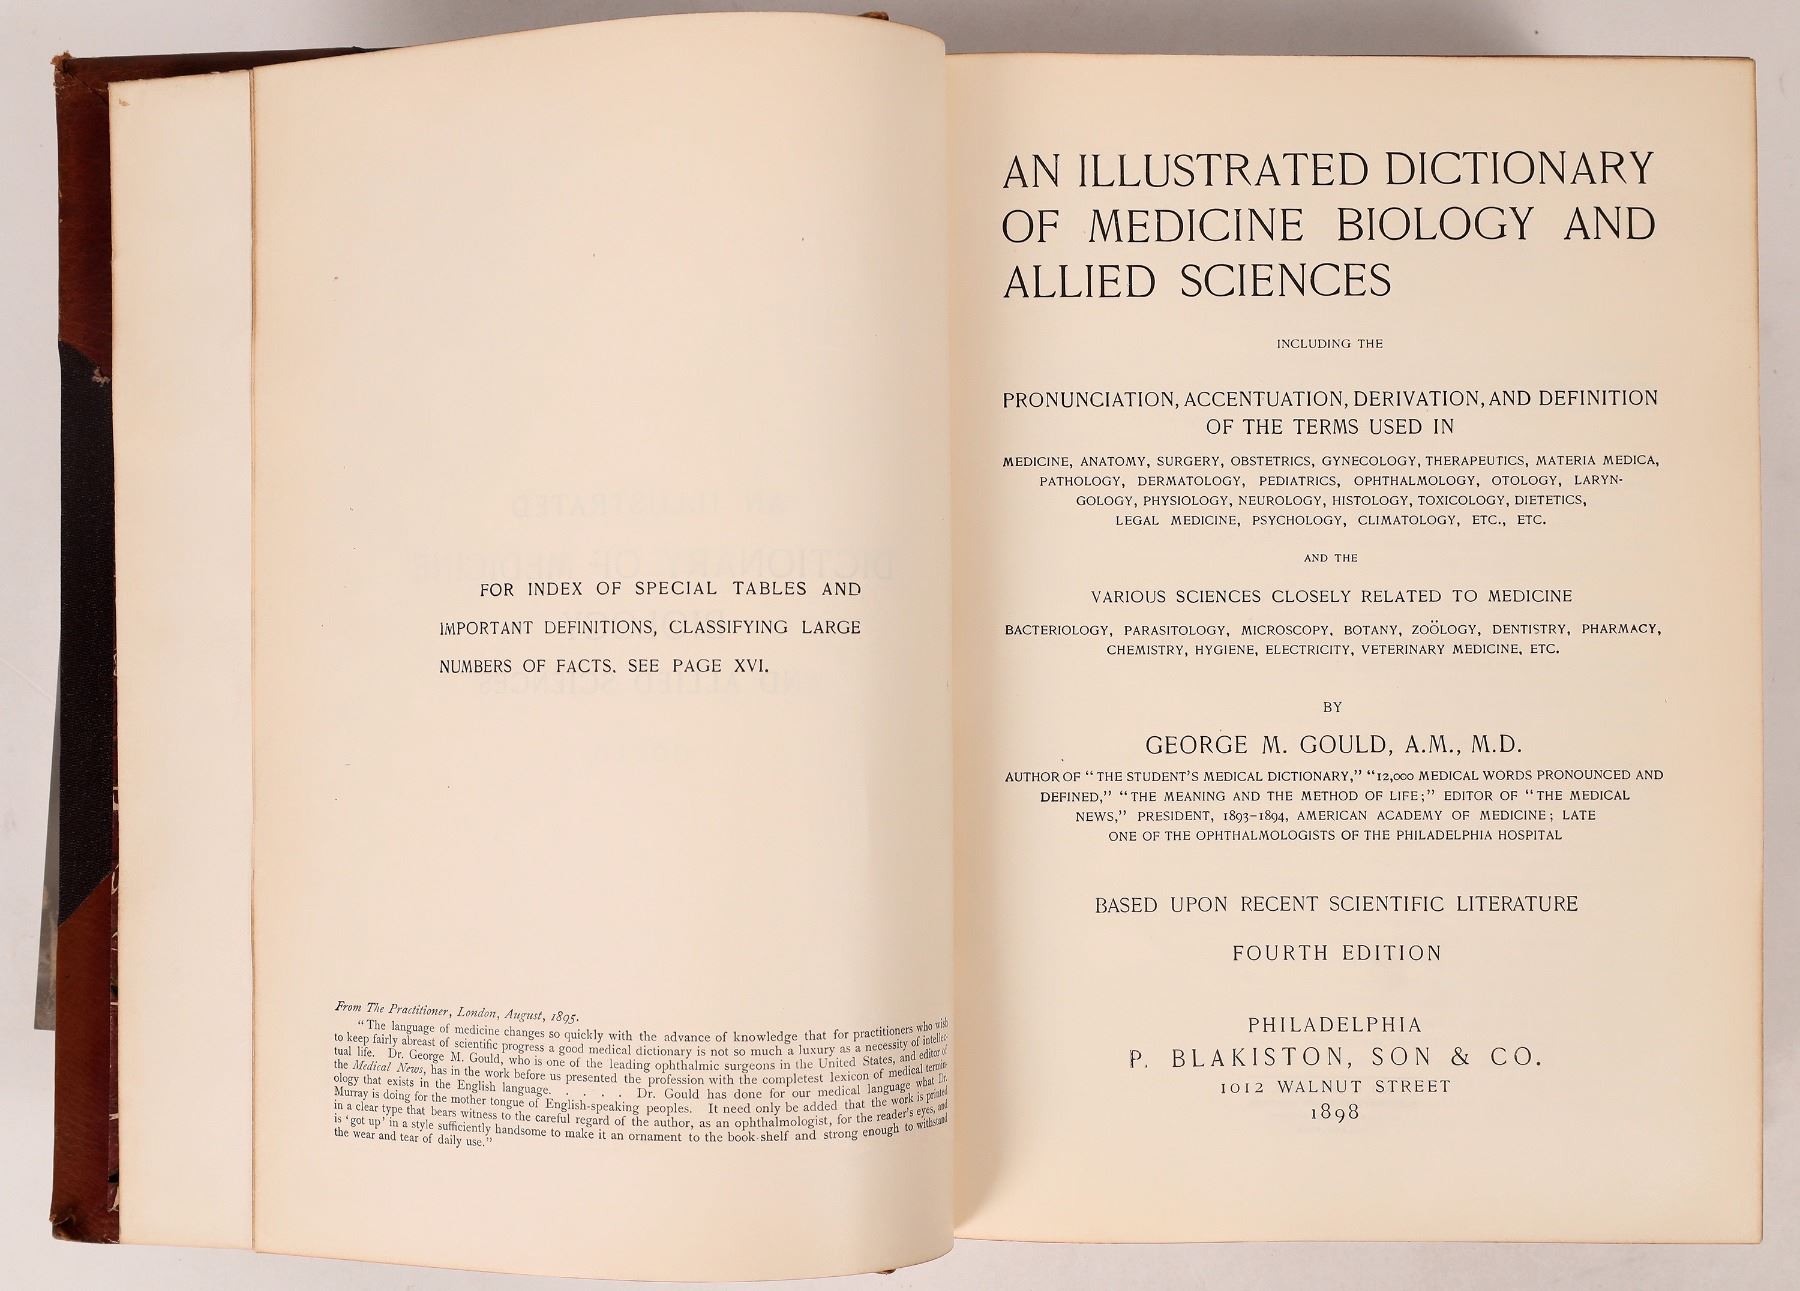 FOR INDEX OF SPECIAL TABLES AND
IMPORTANT DEFINITIONS, CLASSIFYING LARGE
NUMBERS OF FACTS, SEE PAGE XVI.
From The Practitioner, London, August, 1895.
"The language of medicine changes so quickly with the advance of knowledge that for practitioners who wish
to keep fairly abreast of scientific progress a good medical dictionary is not so much a luxury as a necessity of intellec-
tual life. Dr. George M. Gould, who is one of the leading ophthalmic surgeons in the United States, and editor of
the Medical News, has in the work before us presented the profession with the completest lexicon of medical termin-
ology that exists in the English language. . . . . . Dr. Gould has done for our medical language what Dr.
Murray is doing for the mother tongue of English-speaking peoples. It need only be added that the work is printed
in a clear type that bears witness to the careful regard of the author, as an ophthalmologist, for the reader's eyes, and
is 'got up' in a style sufficiently handsome to make it an ornament to the book-shelf and strong enough to withstand
the wear and tear of daily use."
AN ILLUSTRATED DICTIONARY
OF MEDICINE BIOLOGY AND
ALLIED SCIENCES
INCLUDING THE
PRONUNCIATION, ACCENTUATION, DERIVATION, AND DEFINITION
OF THE TERMS USED IN
MEDICINE, ANATOMY, SURGERY, OBSTETRICS, GYNECOLOGY, THERAPEUTICS, MATERIA MEDICA,
PATHOLOGY, DERMATOLOGY, PEDIATRICS, OPHTHALMOLOGY, OTOLOGY, LARYN-
GOLOGY, PHYSIOLOGY, NEUROLOGY, HISTOLOGY, TOXICOLOGY, DIETETICS,
LEGAL MEDICINE, PSYCHOLOGY, CLIMATOLOGY, ETC., ETC.
AND THE
VARIOUS SCIENCES CLOSELY RELATED TO MEDICINE
BACTERIOLOGY, PARASITOLOGY, MICROSCOPY, BOTANY, ZOÖLOGY, DENTISTRY, PHARMACY,
CHEMISTRY, HYGIENE, ELECTRICITY, VETERINARY MEDICINE, ETC.
BY
GEORGE M. GOULD, A.M., M.D.
AUTHOR OF "THE STUDENT'S MEDICAL DICTIONARY," "12,000 MEDICAL WORDS PRONOUNCED AND
DEFINED," "THE MEANING AND THE METHOD OF LIFE;" EDITOR OF "THE MEDICAL
NEWS," PRESIDENT, 1893-1894, AMERICAN ACADEMY OF MEDICINE; LATE
ONE OF THE OPHTHALMOLOGISTS OF THE PHILADELPHIA HOSPITAL
BASED UPON RECENT SCIENTIFIC LITERATURE
FOURTH EDITION
PHILADELPHIA
P. BLAKISTON, SON & CO.
1012 WALNUT STREET
1898